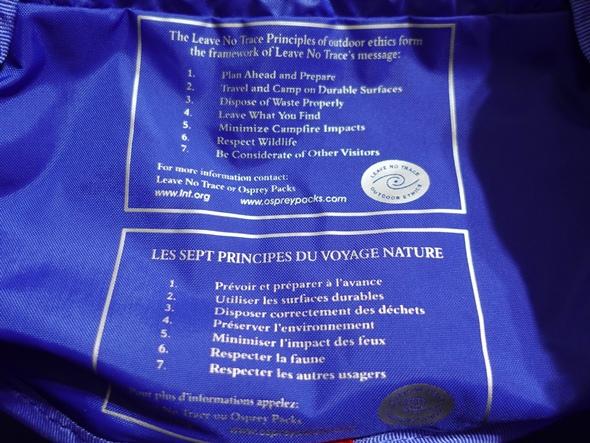 The Leave No Trace Principles of outdoor ethics form
the framework of Leave No Trace's message:
1. Plan Ahead and Prepare
2. Travel and Camp on Durable Surfaces
3. Dispose of Waste Properly
4. Leave What You Find
5. Minimize Campfire Impacts
6. Respect Wildlife
7. Be Considerate of Other Visitors
For more information contact:
Leave No Trace or Osprey Packs
www.lnt.org www.ospreypacks.com
LEAVE NO TRACE
OUTDOOR ETHICS
LES SEPT PRINCIPES DU VOYAGE NATURE
1. Prévoir et préparer à l'avance
2. Utiliser les surfaces durables
3. Disposer correctement des déchets
4. Préserver l'environnement
5. Minimiser l'impact des feux
6. Respecter la faune
7. Respecter les autres usagers
Pour plus d'informations appelez:
No Trace ou Osprey Packs